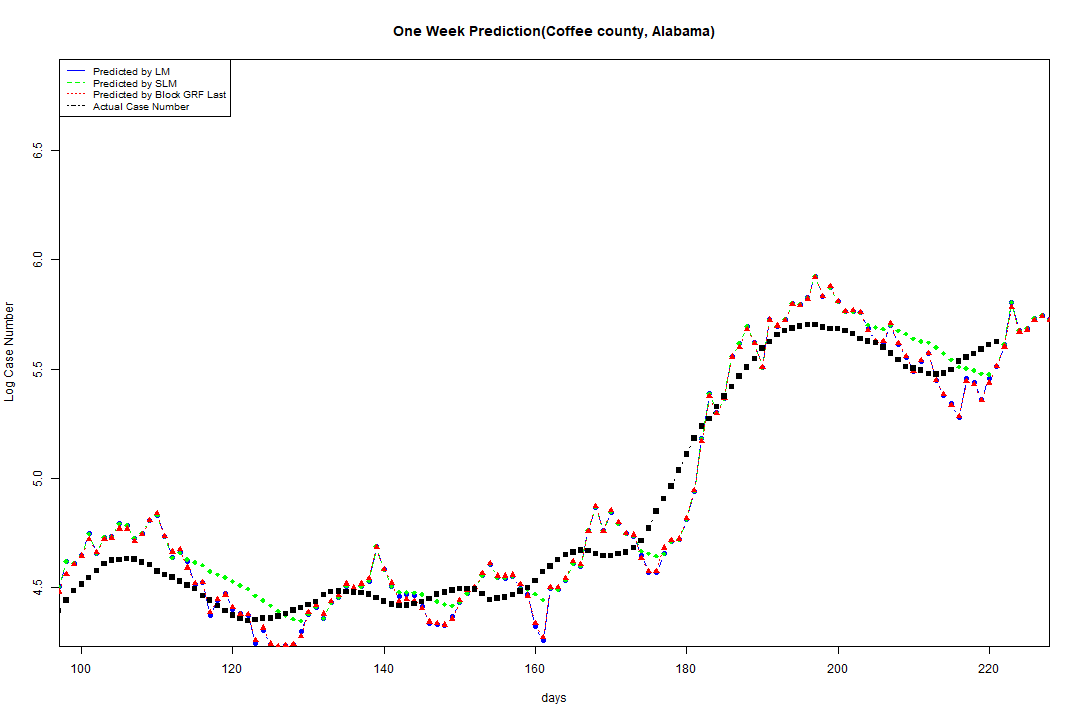 One Week Prediction(Coffee county, Alabama)
Predicted by LM
Predicted by SLM
Predicted by Block GRF Last
Actual Case Number
6.5
6.0
5.5
5.0
4.5
Log Case Number
100 120 140 160 180 200 220
days